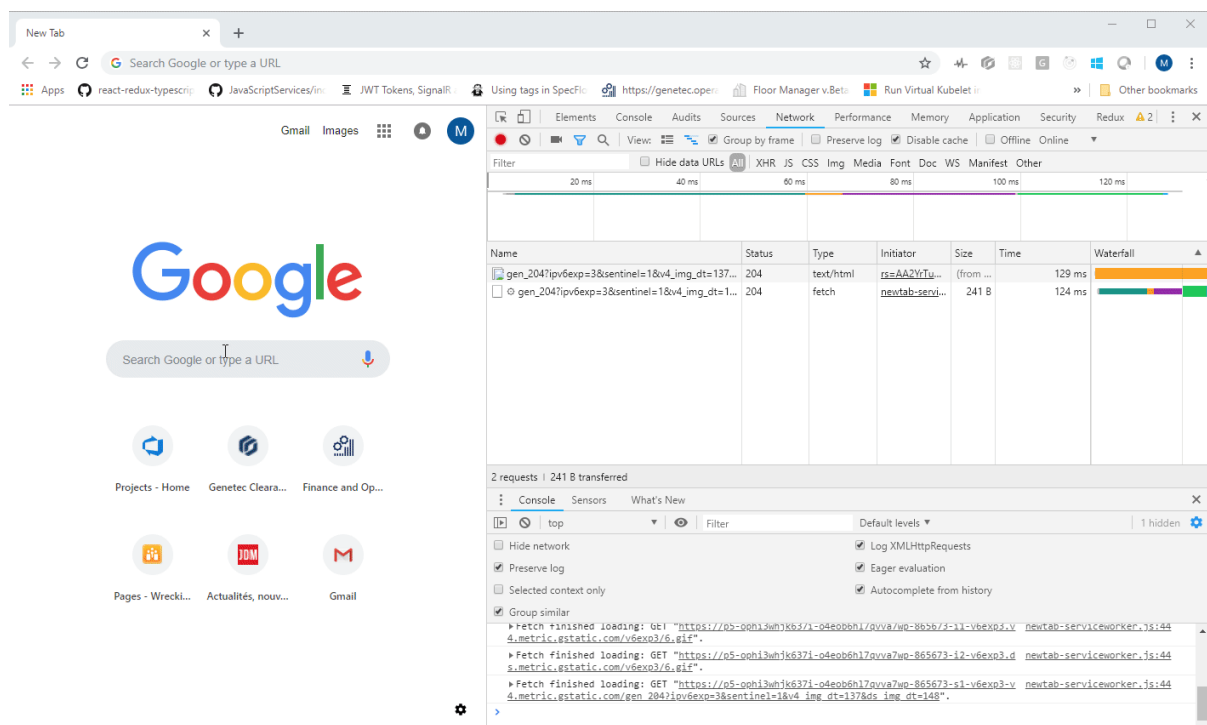 New Tab
Search Google or type a URL
M
Apps react-redux-typescrip JavaScriptServices/inc JWT Tokens, SignalR Using tags in SpecFlo https://genetec.opera Floor Manager v.Beta Run Virtual Kubelet in » Other bookmarks
Gmail Images M
Google
Search Google or type a URL
Projects - Home Genetec Cleara... Finance and Op...
JDM
Pages - Wrecki... Actualités, nouv... Gmail
Elements Console Audits Sources Network Performance Memory Application Security Redux 2
View: Group by frame Preserve log Disable cache Offline Online
Filter Hide data URLs All XHR JS CSS Img Media Font Doc WS Manifest Other
20 ms 40 ms 60 ms 80 ms 100 ms 120 ms
Name Status Type Initiator Size Time Waterfall
gen_204?ipv6exp=3&sentinel=1&v4_img_dt=137... 204 text/html rs=AA2YrTu... (from ... 129 ms
gen_204?ipv6exp=3&sentinel=1&v4_img_dt=1... 204 fetch newtab-servi... 241 B 124 ms
2 requests | 241 B transferred
Console Sensors What's New
top Filter Default levels 1 hidden
Hide network Log XMLHttpRequests
Preserve log Eager evaluation
Selected context only Autocomplete from history
Group similar
Fetch finished loading: GET "https://p5-ophi3whjk637i-o4eob6h17qvva7wp-865673-i1-v6exp3.v newtab-serviceworker.js:44
4.metric.gstatic.com/v6exp3/6.gif".
Fetch finished loading: GET "https://p5-ophi3whjk637i-o4eob6h17qvva7wp-865673-i2-v6exp3.d newtab-serviceworker.js:44
s.metric.gstatic.com/v6exp3/6.gif".
Fetch finished loading: GET "https://p5-ophi3whjk637i-o4eob6h17qvva7wp-865673-s1-v6exp3-v newtab-serviceworker.js:44
4.metric.gstatic.com/gen_204?ipv6exp=3&sentinel=1&v4_img_dt=137&ds_img_dt=148".